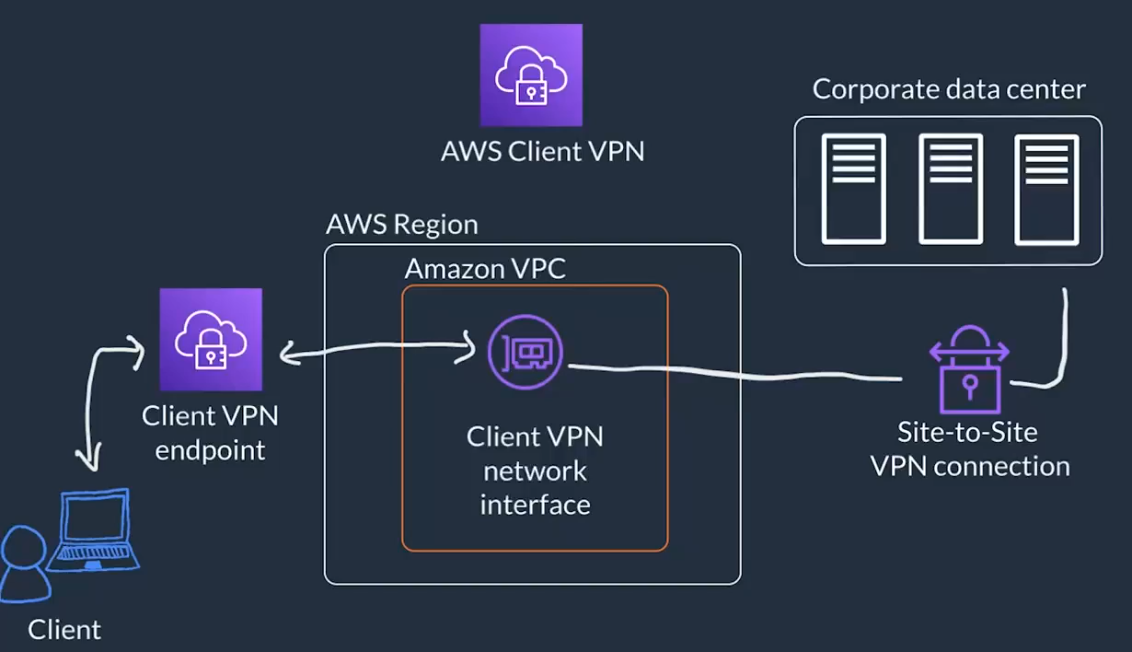 AWS Client VPN
Corporate data center
AWS Region
Amazon VPC
Client VPN
endpoint
Client VPN
network
interface
Site-to-Site
VPN connection
Client